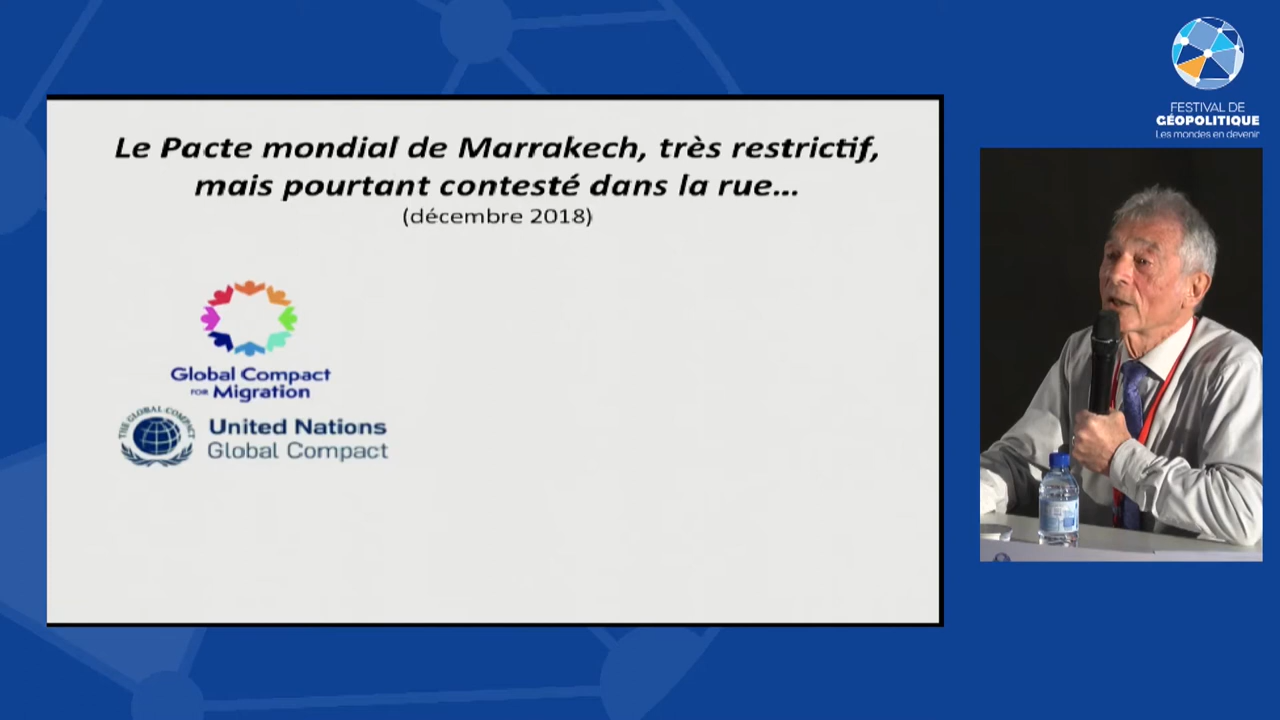 Le Pacte mondial de Marrakech, très restrictif,
mais pourtant contesté dans la rue...
(décembre 2018)
Global Compact
FOR Migration
THE GLOBAL COMPACT
United Nations
Global Compact
FESTIVAL DE
GÉOPOLITIQUE
Les mondes en devenir